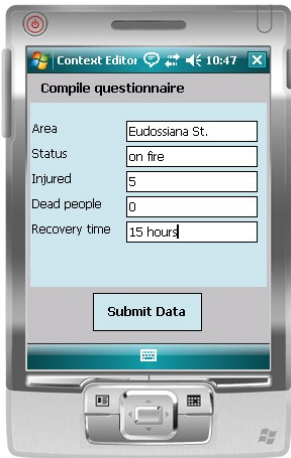 Context Editor 10:47
Compile questionnaire
Area Eudossiana St.
Status on fire
Injured 5
Dead people 0
Recovery time 15 hours
Submit Data